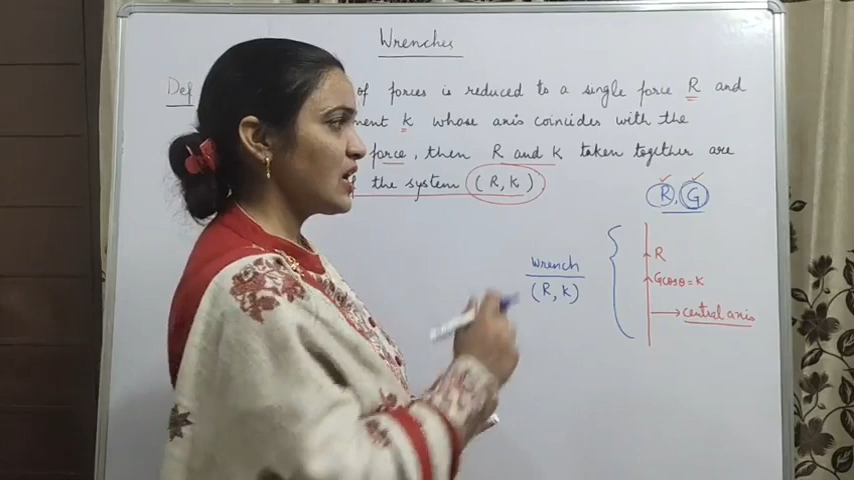 Wrenches
Def of forces is reduced to a single force R and
ment K whose axis coincides with the
force, then R and K taken together are
the system (R, K)
R, G
R
Wrench
Gcosθ = K
(R, K)
central axis